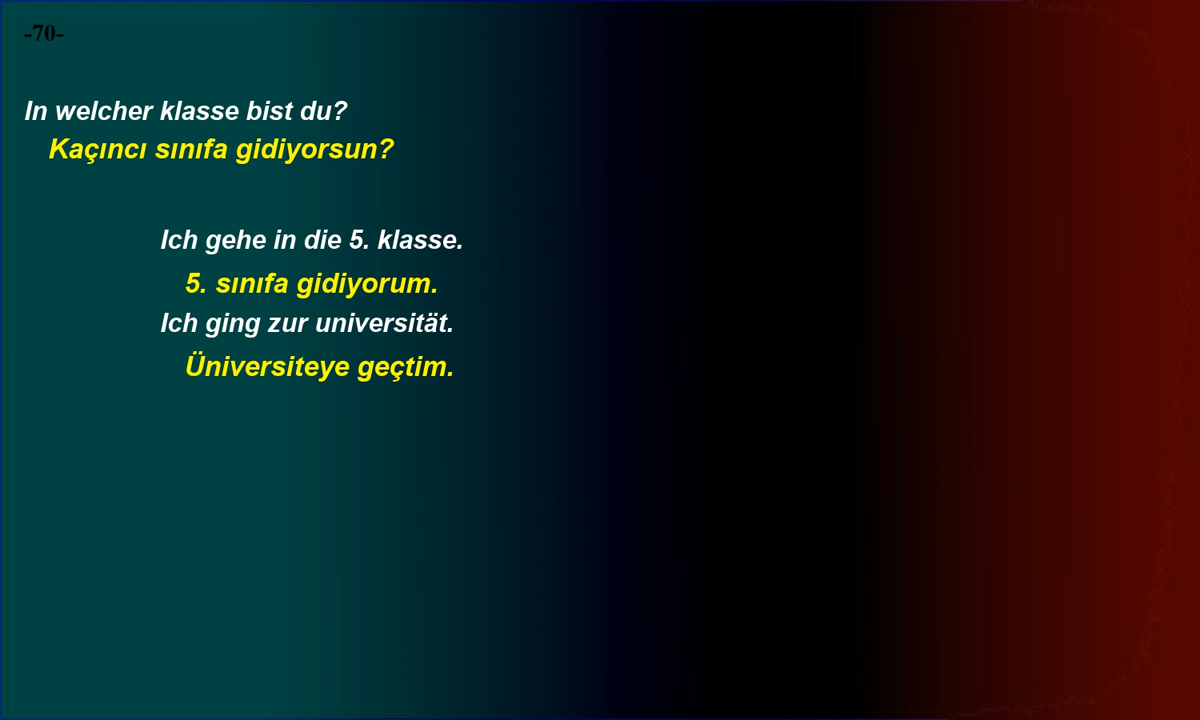 -70-
In welcher klasse bist du?
Kaçıncı sınıfa gidiyorsun?
Ich gehe in die 5. klasse.
5. sınıfa gidiyorum.
Ich ging zur universität.
Üniversiteye geçtim.